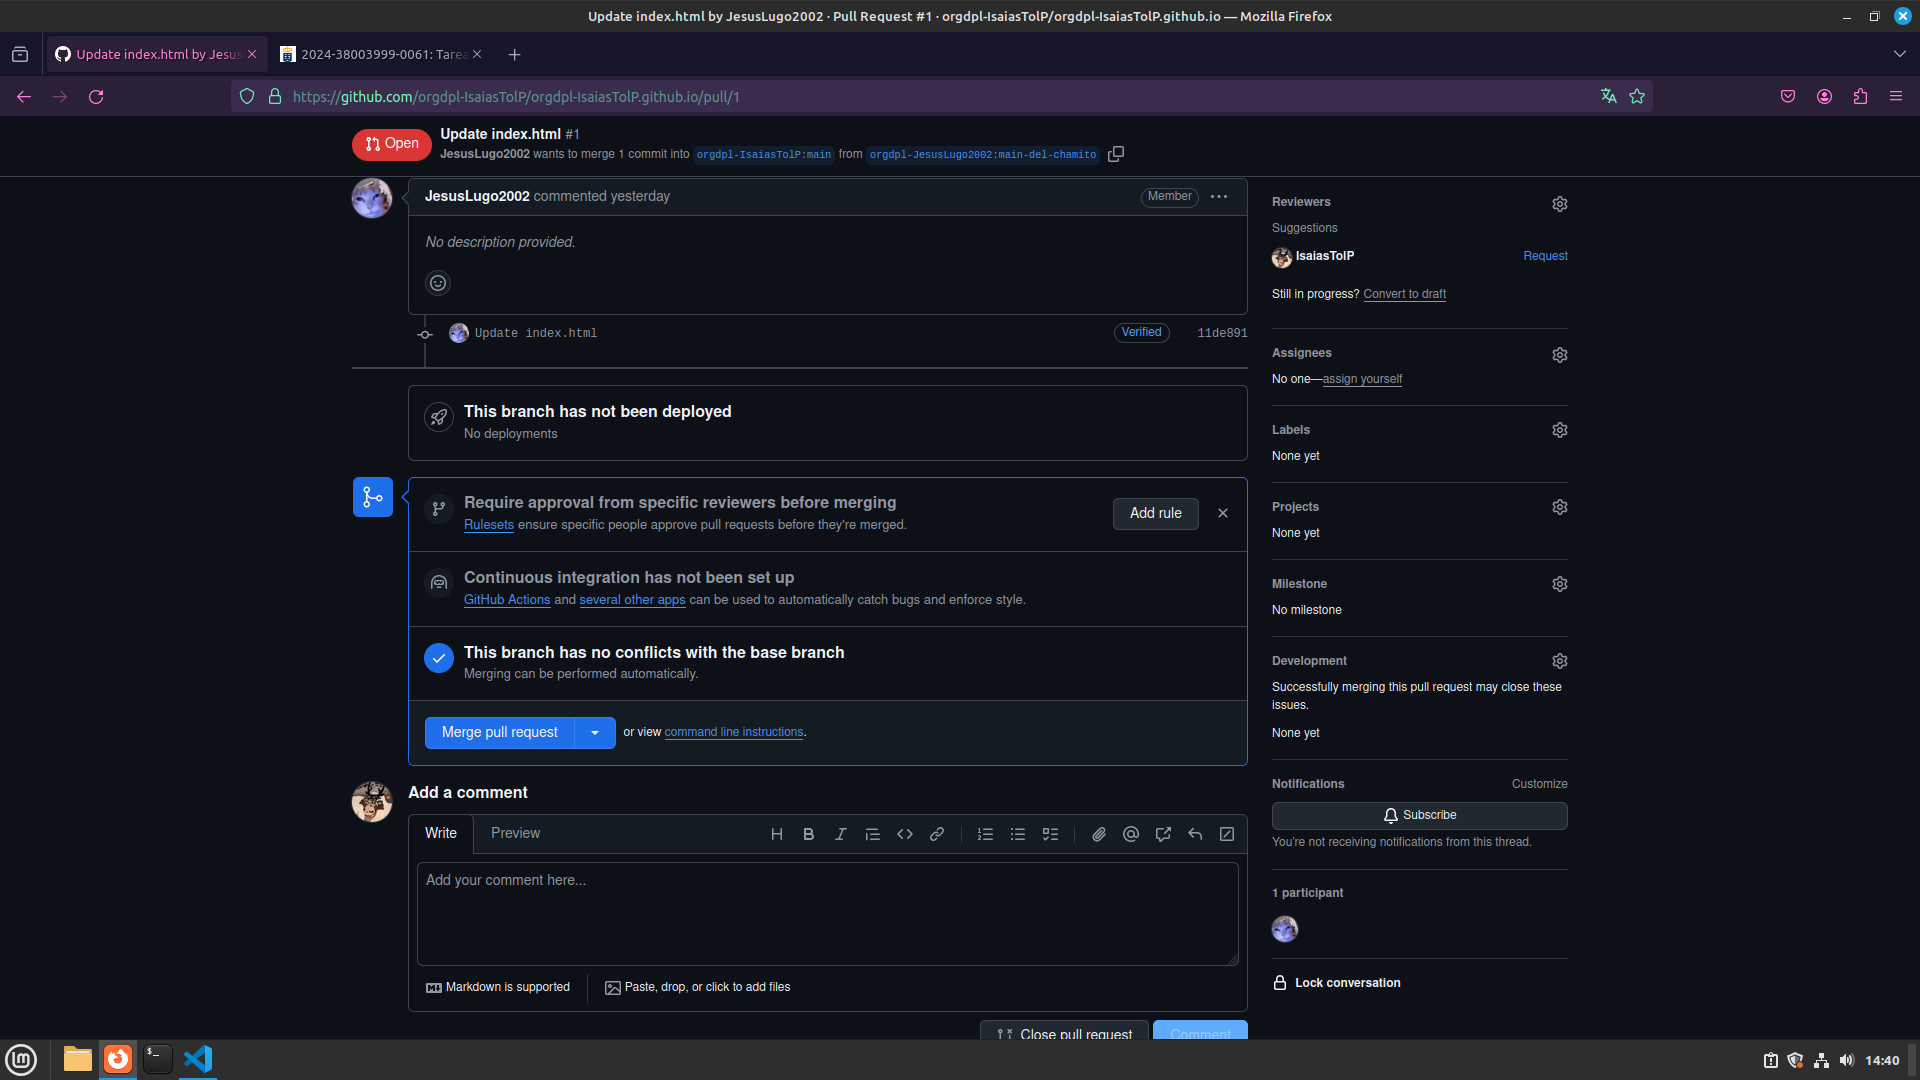 Update index.html by JesusLugo2002 · Pull Request #1 · orgdpl-IsaiasTolP/orgdpl-IsaiasTolP.github.io — Mozilla Firefox
Update index.html by Jesus
2024-38003999-0061: Tarea
https://github.com/orgdpl-IsaiasTolP/orgdpl-IsaiasTolP.github.io/pull/1
Open
Update index.html #1
JesusLugo2002 wants to merge 1 commit into orgdpl-IsaiasTolP:main from orgdpl-JesusLugo2002:main-del-chamito
JesusLugo2002 commented yesterday
Member
No description provided.
Update index.html
Verified
11de891
This branch has not been deployed
No deployments
Require approval from specific reviewers before merging
Rulesets ensure specific people approve pull requests before they're merged.
Add rule
Continuous integration has not been set up
GitHub Actions and several other apps can be used to automatically catch bugs and enforce style.
This branch has no conflicts with the base branch
Merging can be performed automatically.
Merge pull request
or view command line instructions.
Add a comment
Write
Preview
Add your comment here...
Markdown is supported
Paste, drop, or click to add files
Close pull request
Comment
Reviewers
Suggestions
IsaiasTolP
Request
Still in progress? Convert to draft
Assignees
No one—assign yourself
Labels
None yet
Projects
None yet
Milestone
No milestone
Development
Successfully merging this pull request may close these
issues.
None yet
Notifications
Customize
Subscribe
You're not receiving notifications from this thread.
1 participant
Lock conversation
14:40